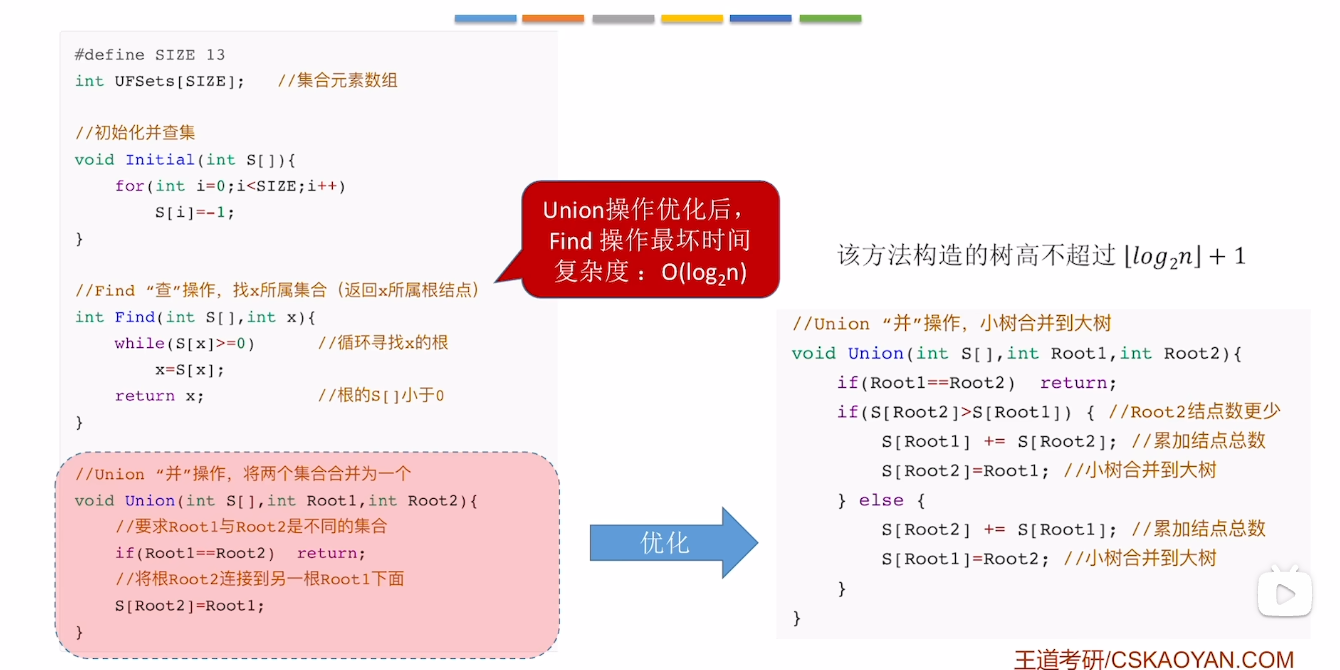 #define SIZE 13
int UFSets[SIZE];   //集合元素数组
//初始化并查集
void Initial(int S[]){
    for(int i=0;i<SIZE;i++)
        S[i]=-1;
}
//Find “查”操作，找x所属集合（返回x所属根结点）
int Find(int S[],int x){
    while(S[x]>=0)      //循环寻找x的根
        x=S[x];
    return x;           //根的S[]小于0
}
//Union “并”操作，将两个集合合并为一个
void Union(int S[],int Root1,int Root2){
    //要求Root1与Root2是不同的集合
    if(Root1==Root2)  return;
    //将根Root2连接到另一根Root1下面
    S[Root2]=Root1;
}
Union操作优化后，
Find 操作最坏时间
复杂度：O(log₂n)
优化
该方法构造的树高不超过 ⌊log₂n⌋ + 1
//Union “并”操作，小树合并到大树
void Union(int S[],int Root1,int Root2){
    if(Root1==Root2)  return;
    if(S[Root2]>S[Root1]) { //Root2结点数更少
        S[Root1] += S[Root2]; //累加结点总数
        S[Root2]=Root1; //小树合并到大树
    } else {
        S[Root2] += S[Root1]; //累加结点总数
        S[Root1]=Root2; //小树合并到大树
    }
}
王道考研/CSKAOYAN.COM